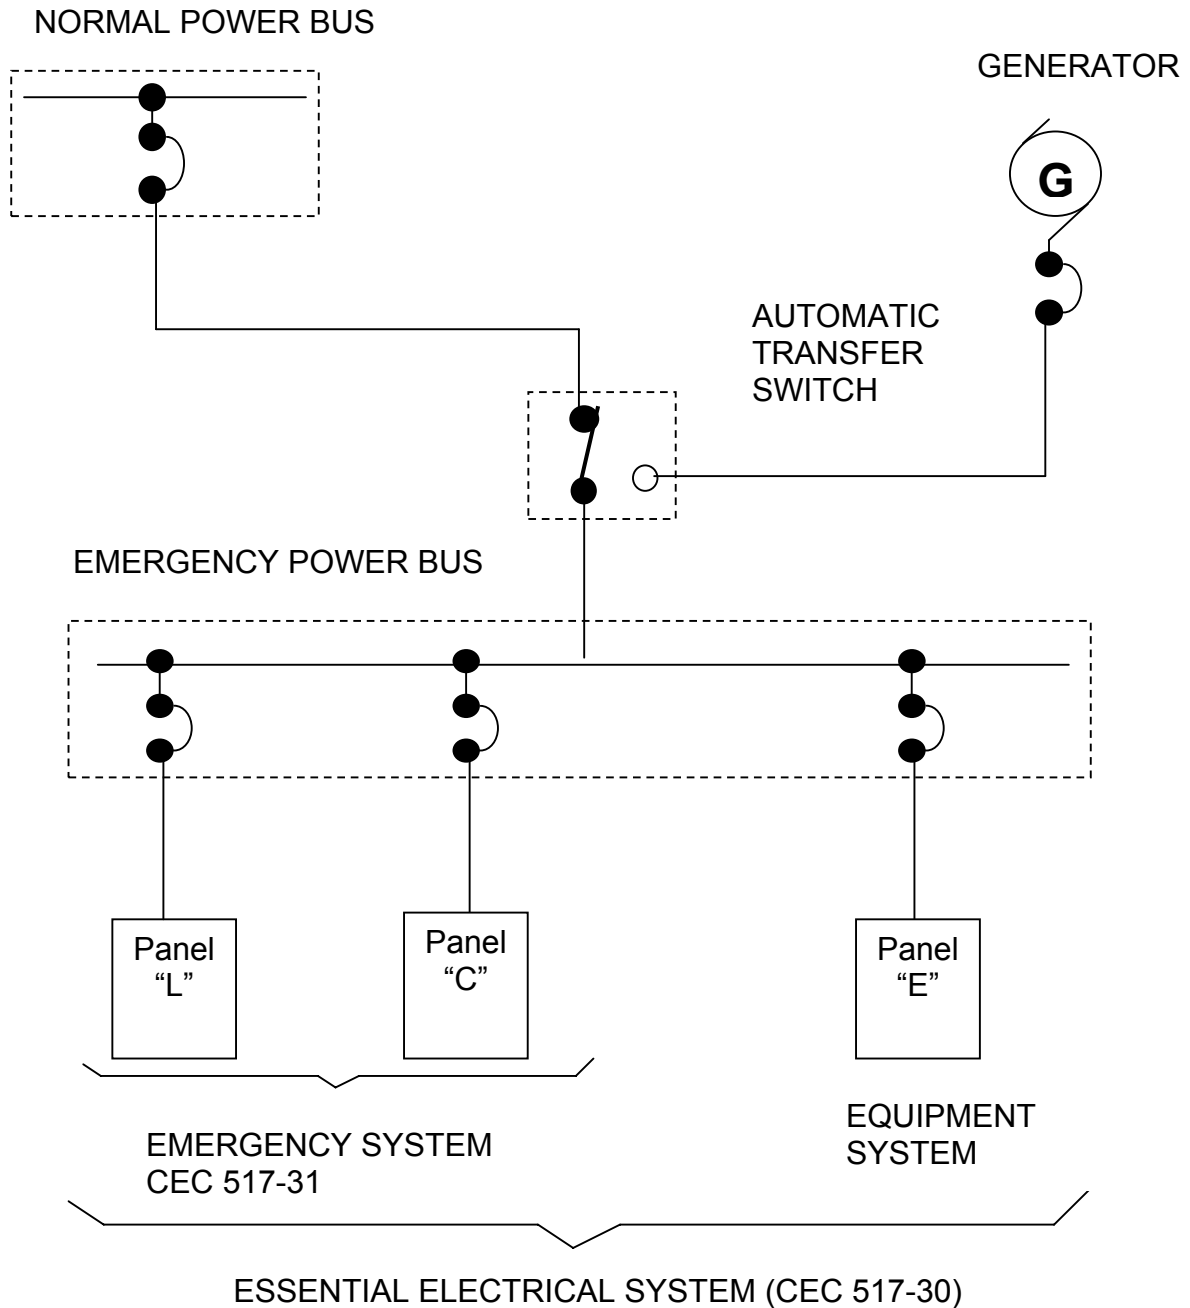 NORMAL POWER BUS
GENERATOR
G
AUTOMATIC
TRANSFER
SWITCH
EMERGENCY POWER BUS
Panel
“L”
Panel
“C”
Panel
“E”
EMERGENCY SYSTEM
CEC 517-31
EQUIPMENT
SYSTEM
ESSENTIAL ELECTRICAL SYSTEM (CEC 517-30)